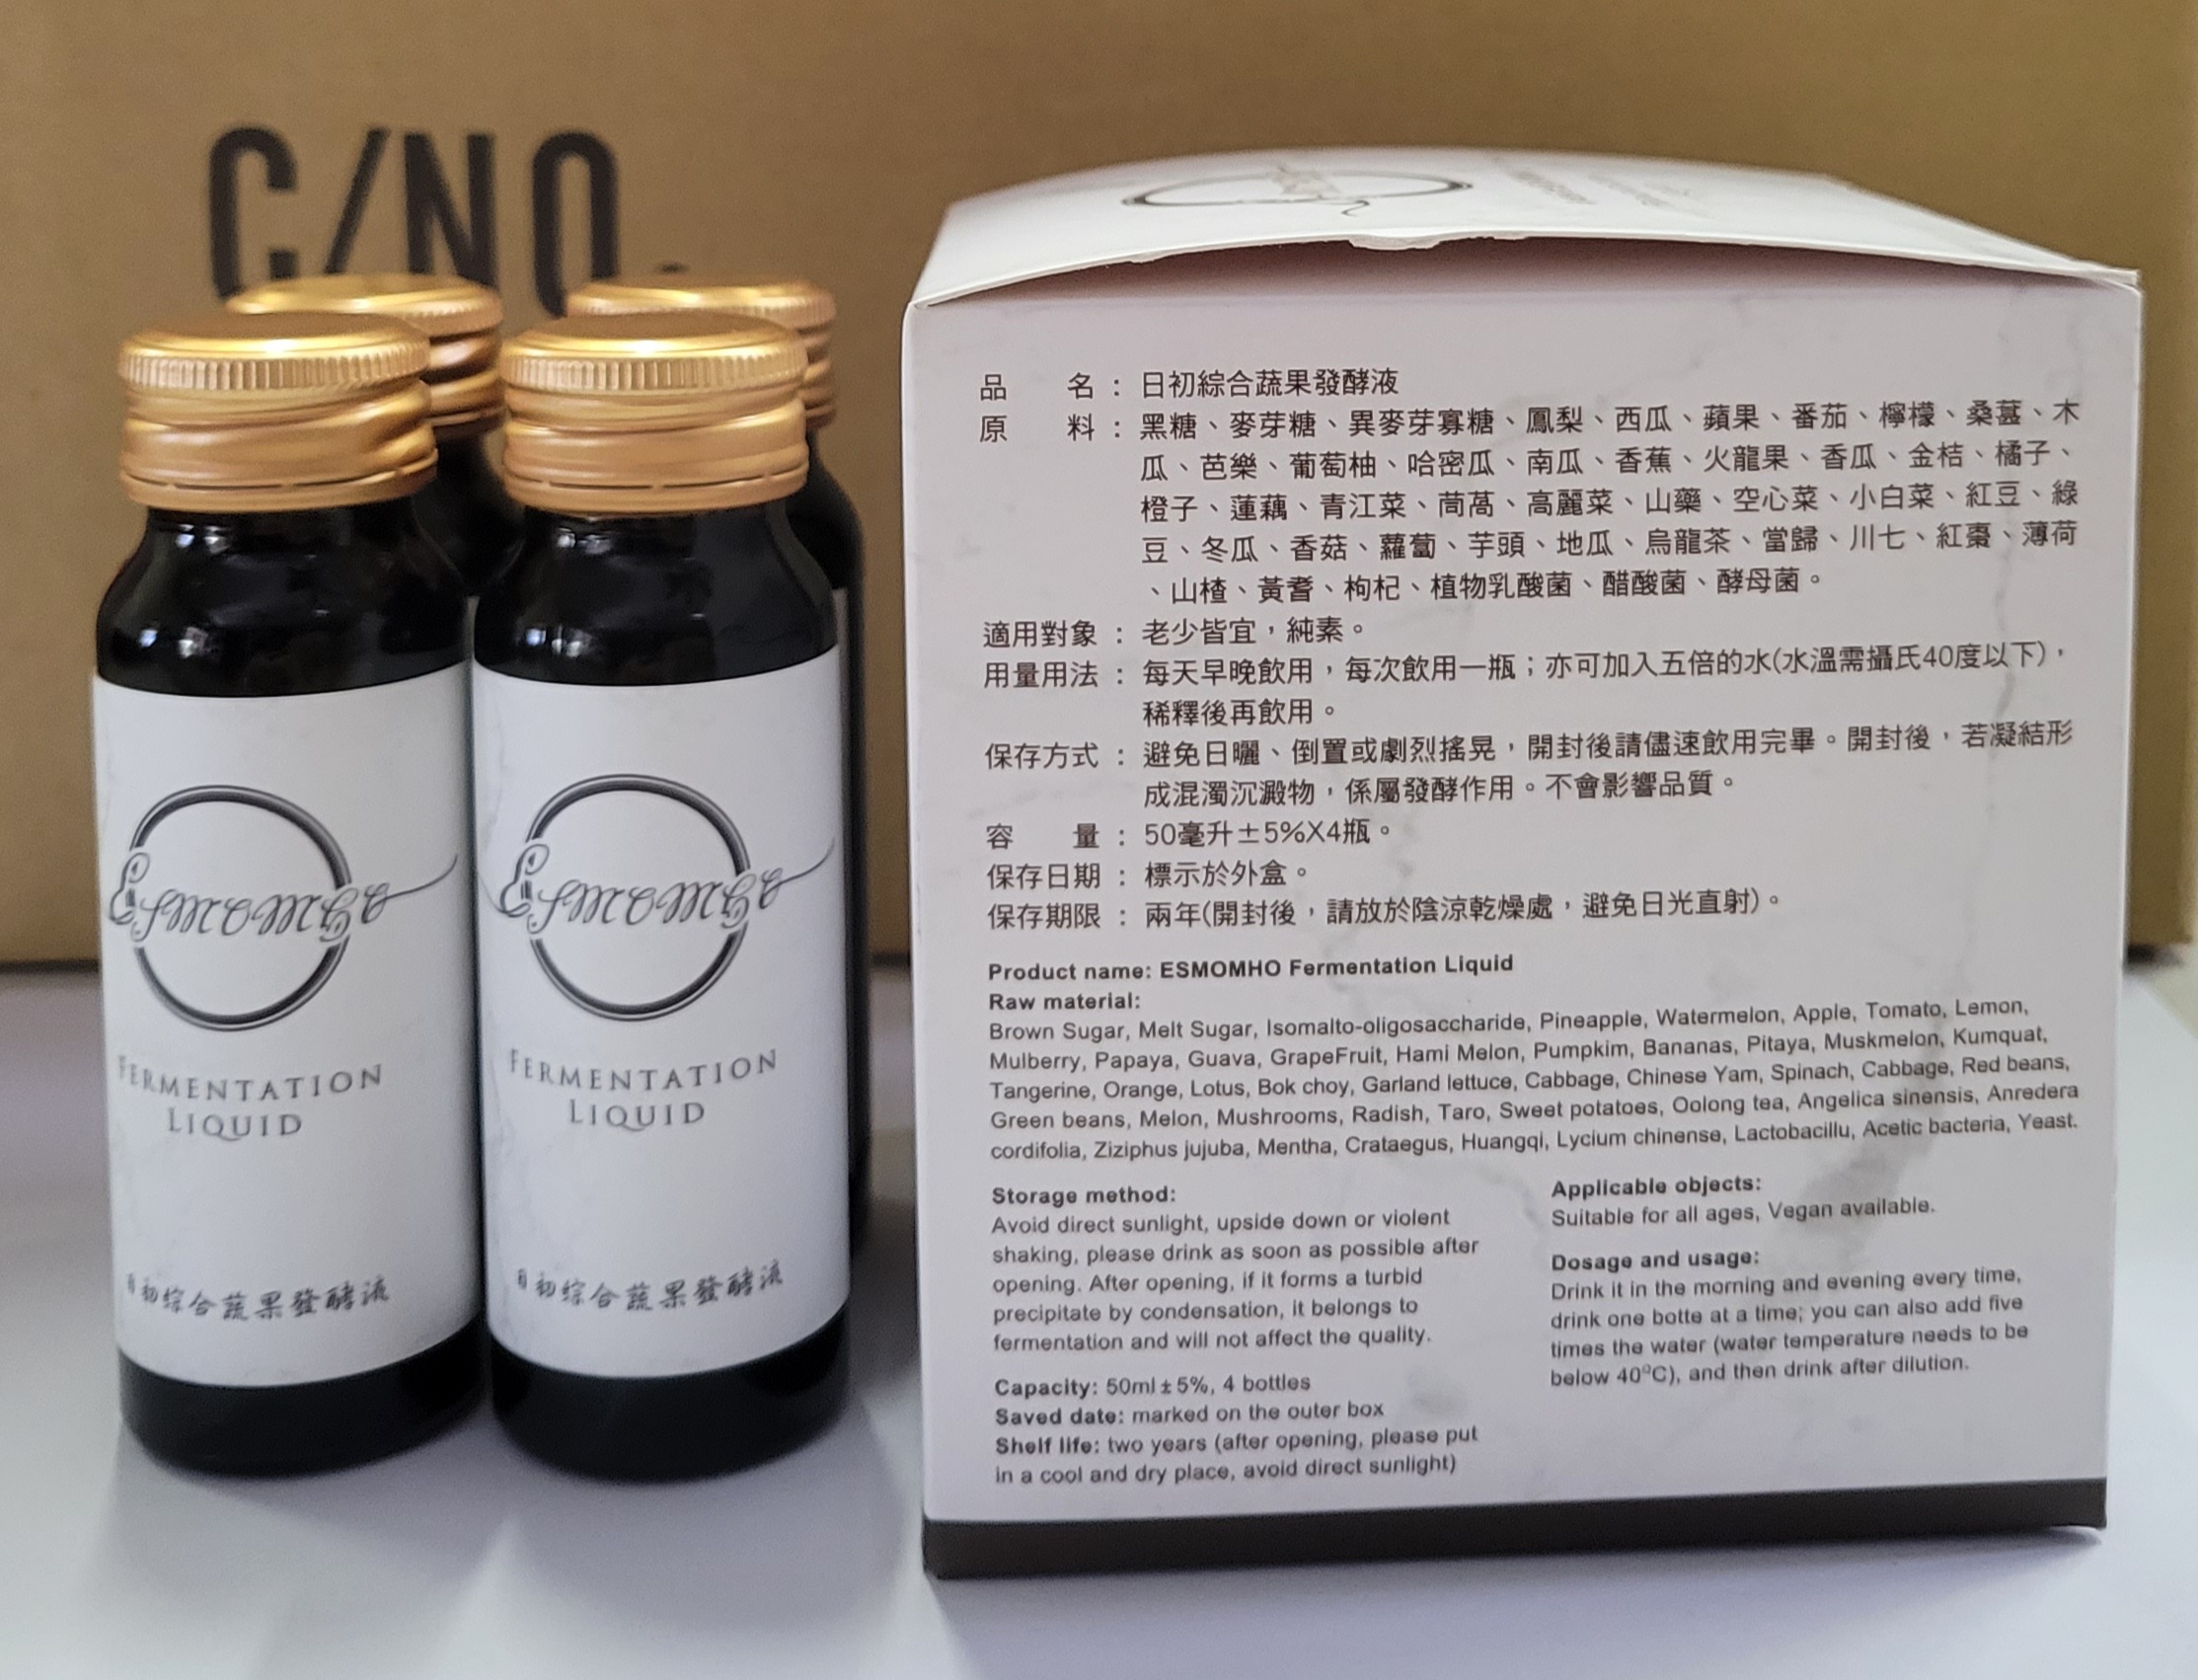 C/NO.
ESMOMHO
FERMENTATION
LIQUID
日初綜合蔬果發酵液
ESMOMHO
FERMENTATION
LIQUID
日初綜合蔬果發酵液
品 名：日初綜合蔬果發酵液
原 料：黑糖、麥芽糖、異麥芽寡糖、鳳梨、西瓜、蘋果、番茄、檸檬、桑葚、木
瓜、芭樂、葡萄柚、哈密瓜、南瓜、香蕉、火龍果、香瓜、金桔、橘子、
橙子、蓮藕、青江菜、茼萵、高麗菜、山藥、空心菜、小白菜、紅豆、綠
豆、冬瓜、香菇、蘿蔔、芋頭、地瓜、烏龍茶、當歸、川七、紅棗、薄荷
、山楂、黃耆、枸杞、植物乳酸菌、醋酸菌、酵母菌。
適用對象：老少皆宜，純素。
用量用法：每天早晚飲用，每次飲用一瓶；亦可加入五倍的水(水溫需攝氏40度以下)，
稀釋後再飲用。
保存方式：避免日曬、倒置或劇烈搖晃，開封後請儘速飲用完畢。開封後，若凝結形
成混濁沉澱物，係屬發酵作用。不會影響品質。
容 量：50毫升±5%X4瓶。
保存日期：標示於外盒。
保存期限：兩年(開封後，請放於陰涼乾燥處，避免日光直射)。
Product name: ESMOMHO Fermentation Liquid
Raw material:
Brown Sugar, Melt Sugar, Isomalto-oligosaccharide, Pineapple, Watermelon, Apple, Tomato, Lemon,
Mulberry, Papaya, Guava, GrapeFruit, Hami Melon, Pumpkim, Bananas, Pitaya, Muskmelon, Kumquat,
Tangerine, Orange, Lotus, Bok choy, Garland lettuce, Cabbage, Chinese Yam, Spinach, Cabbage, Red beans,
Green beans, Melon, Mushrooms, Radish, Taro, Sweet potatoes, Oolong tea, Angelica sinensis, Anredera
cordifolia, Ziziphus jujuba, Mentha, Crataegus, Huangqi, Lycium chinense, Lactobacillu, Acetic bacteria, Yeast.
Storage method:
Avoid direct sunlight, upside down or violent
shaking, please drink as soon as possible after
opening. After opening, if it forms a turbid
precipitate by condensation, it belongs to
fermentation and will not affect the quality.
Capacity: 50ml±5%, 4 bottles
Saved date: marked on the outer box
Shelf life: two years (after opening, please put
in a cool and dry place, avoid direct sunlight)
Applicable objects:
Suitable for all ages, Vegan available.
Dosage and usage:
Drink it in the morning and evening every time,
drink one botte at a time; you can also add five
times the water (water temperature needs to be
below 40°C), and then drink after dilution.